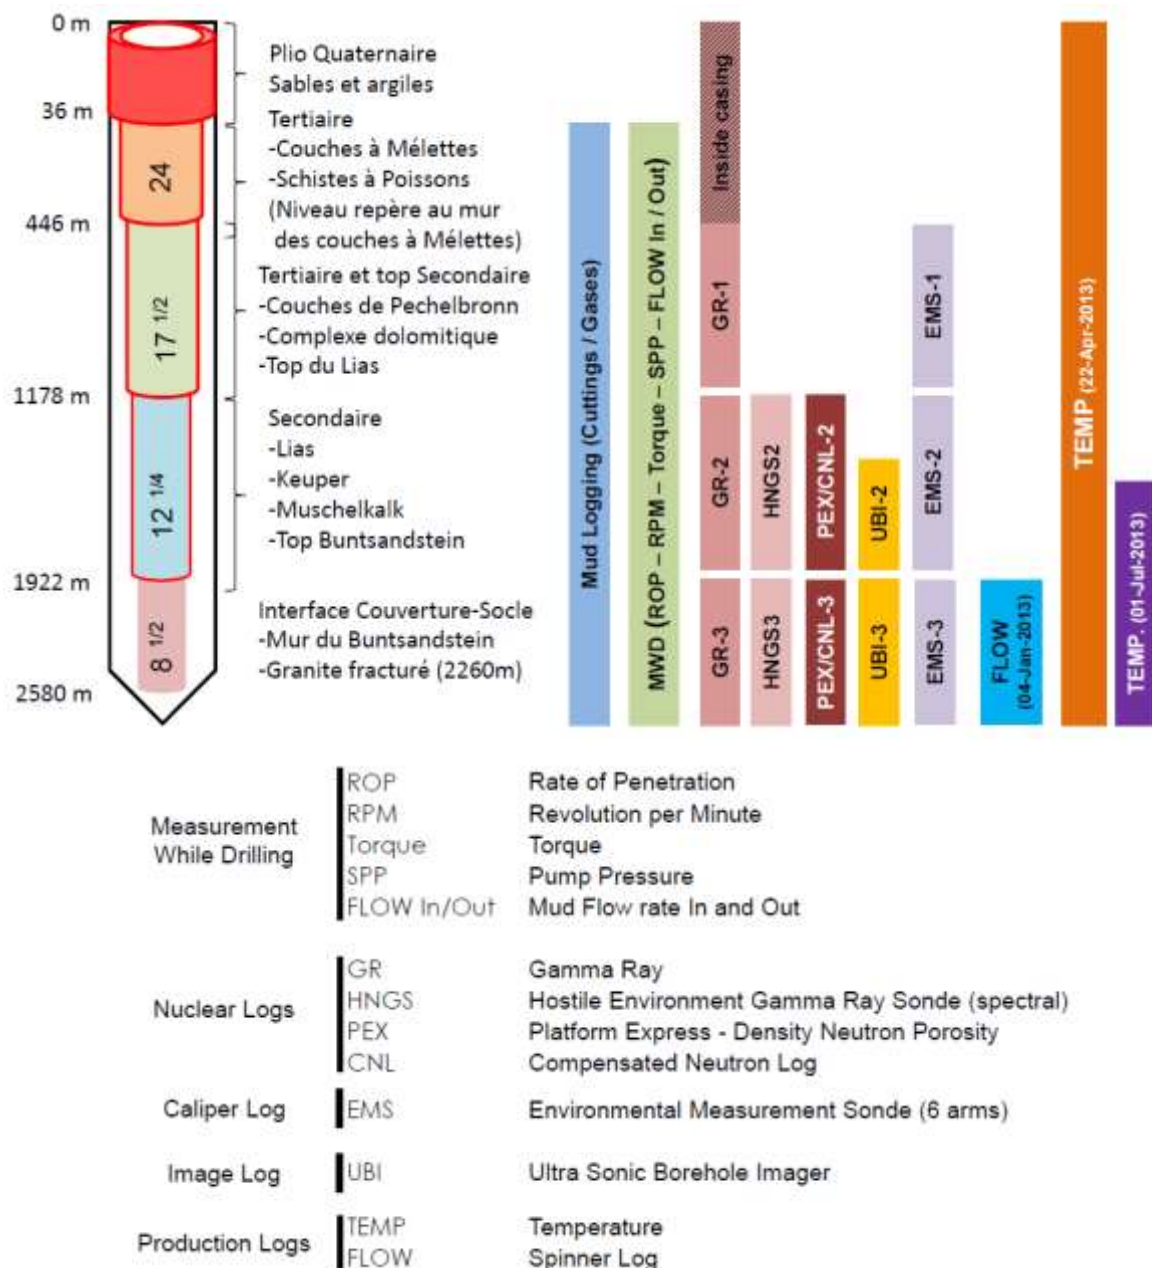 0 m
36 m
446 m
1178 m
1922 m
2580 m
24
17 1/2
12 1/4
8 1/2
Plio Quaternaire
Sables et argiles
Tertiaire
-Couches à Mélettes
-Schistes à Poissons
(Niveau repère au mur
des couches à Mélettes)
Tertiaire et top Secondaire
-Couches de Pechelbronn
-Complexe dolomitique
-Top du Lias
Secondaire
-Lias
-Keuper
-Muschelkalk
-Top Buntsandstein
Interface Couverture-Socle
-Mur du Buntsandstein
-Granite fracturé (2260m)
Mud Logging (Cuttings / Gases)
MWD (ROP – RPM – Torque – SPP – FLOW In / Out)
Inside casing
GR-1
GR-2
GR-3
HNGS2
HNGS3
PEX/CNL-2
PEX/CNL-3
UBI-2
UBI-3
EMS-1
EMS-2
EMS-3
FLOW
(04-Jan-2013)
TEMP (22-Apr-2013)
TEMP. (01-Jul-2013)
Measurement
While Drilling
ROP Rate of Penetration
RPM Revolution per Minute
Torque Torque
SPP Pump Pressure
FLOW In/Out Mud Flow rate In and Out
Nuclear Logs
GR Gamma Ray
HNGS Hostile Environment Gamma Ray Sonde (spectral)
PEX Platform Express - Density Neutron Porosity
CNL Compensated Neutron Log
Caliper Log
EMS Environmental Measurement Sonde (6 arms)
Image Log
UBI Ultra Sonic Borehole Imager
Production Logs
TEMP Temperature
FLOW Spinner Log